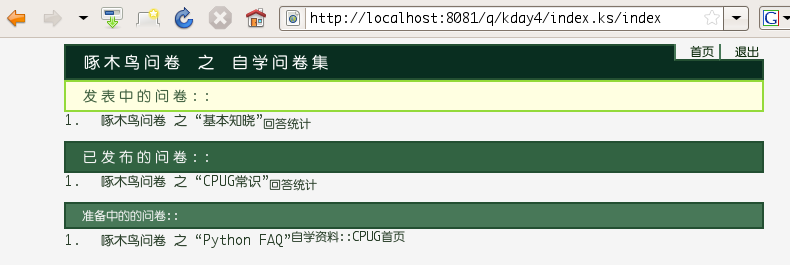 http://localhost:8081/q/kday4/index.ks/index
首页 退出
啄木鸟问卷 之 自学问卷集
发表中的问卷::
1. 啄木鸟问卷 之 “基本知晓”回答统计
已发布的问卷::
1. 啄木鸟问卷 之 “CPUG常识”回答统计
准备中的的问卷::
1. 啄木鸟问卷 之 “Python FAQ”自学资料::CPUG首页